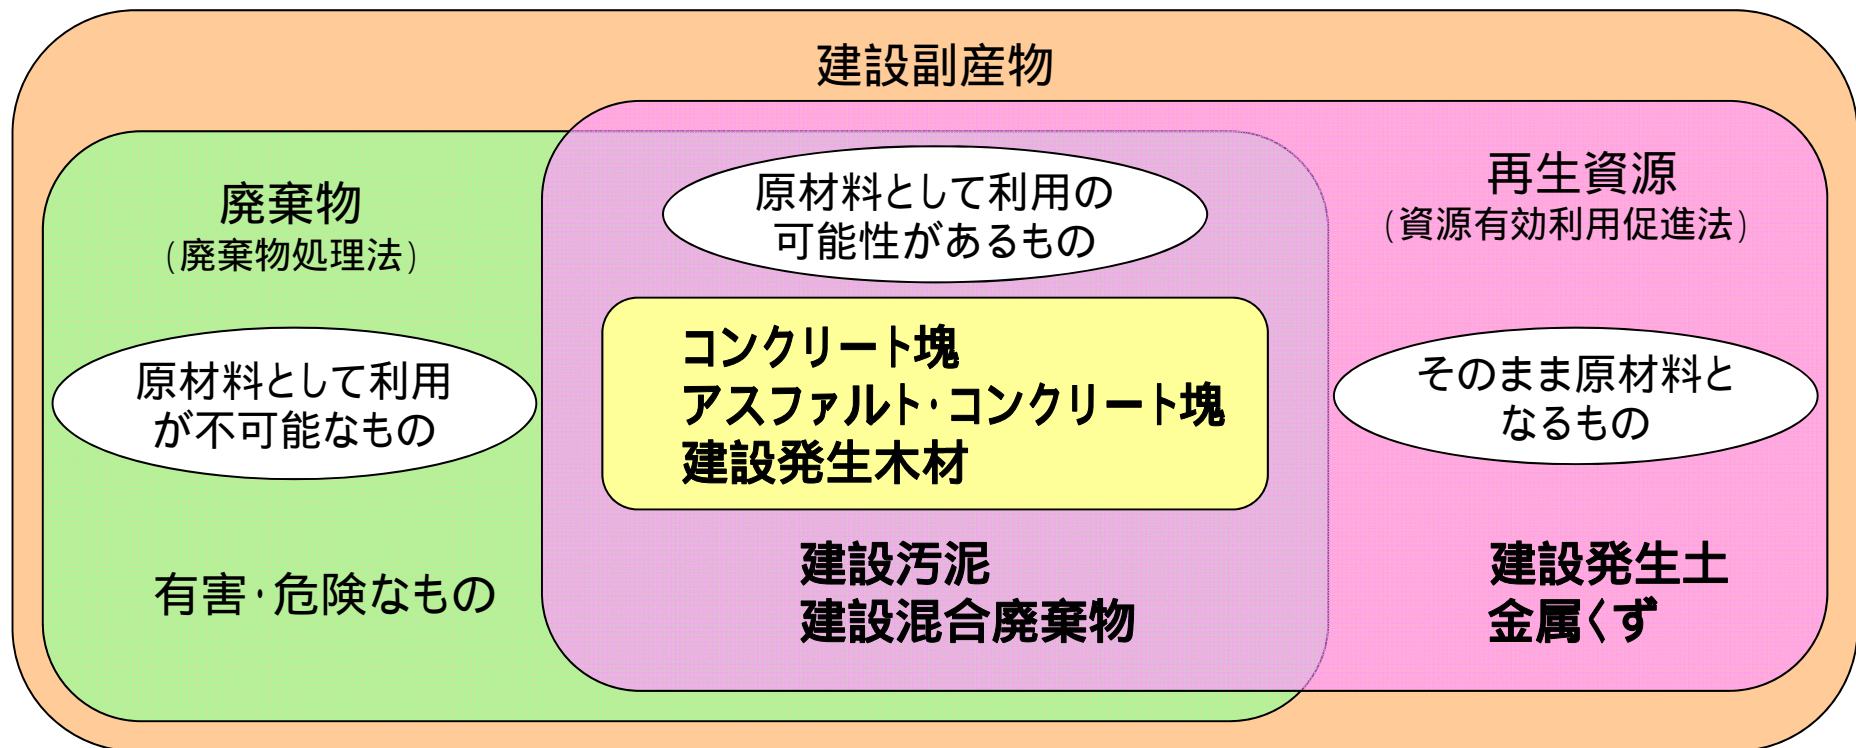 建設副産物
廃棄物
(廃棄物処理法)
原材料として利用
が不可能なもの
有害・危険なもの
原材料として利用の
可能性があるもの
コンクリート塊
アスファルト・コンクリート塊
建設発生木材
建設汚泥
建設混合廃棄物
再生資源
(資源有効利用促進法)
そのまま原材料と
なるもの
建設発生土
金属くず